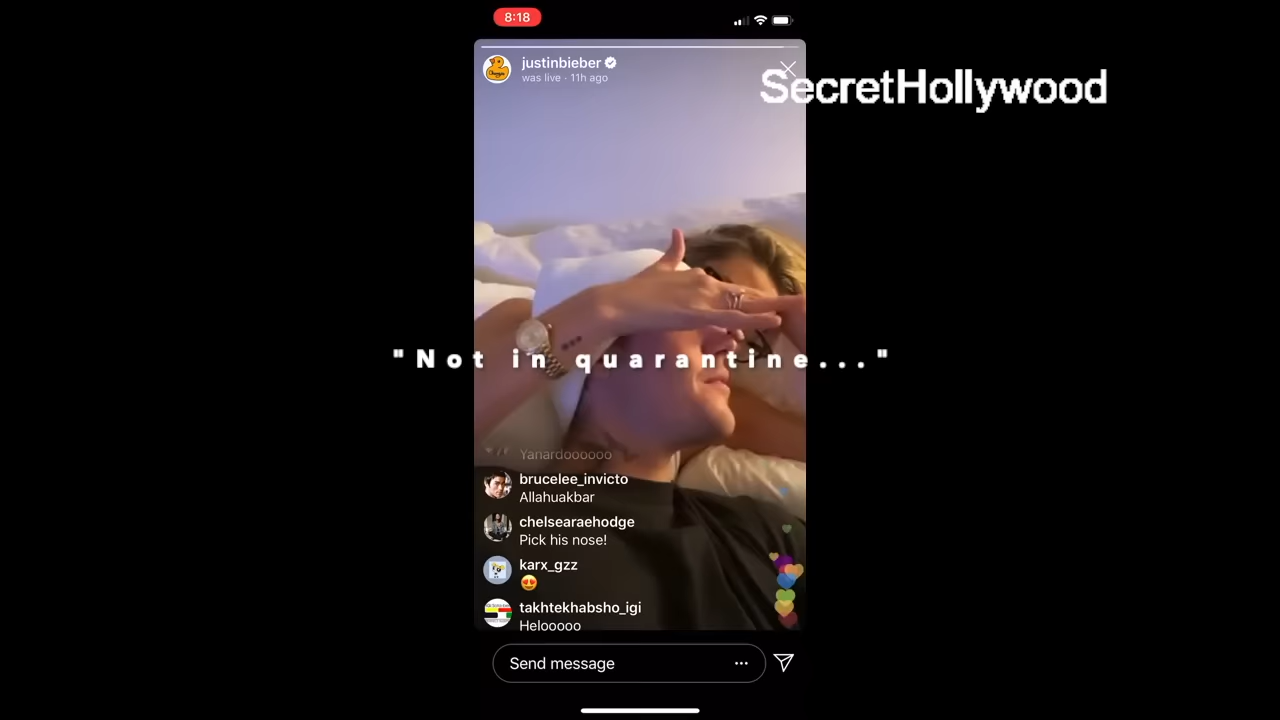 8:18
justinbieber
was live · 11h ago
SecretHollywood
"Not in quarantine..."
Yanardoooooo
brucelee_invicto
Allahuakbar
chelsearaehodge
Pick his nose!
karx_gzz
😍
takhtekhabsho_igi
Helooooo
Send message